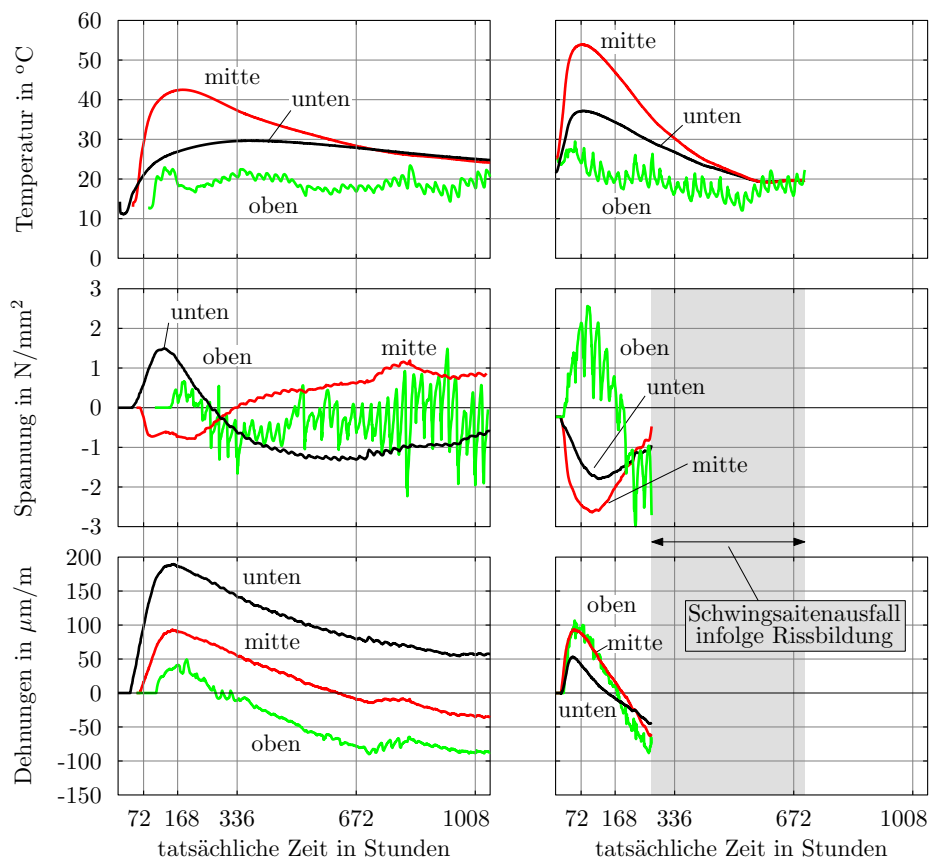 Temperatur in °C
60
50
40
30
20
10
0
mitte
unten
oben
mitte
unten
oben
Spannung in N/mm²
3
2
1
0
-1
-2
-3
unten
oben
mitte
oben
unten
mitte
Dehnungen in μm/m
200
150
100
50
0
-50
-100
-150
unten
mitte
oben
oben
mitte
unten
Schwingsaitenausfall
infolge Rissbildung
72 168 336 672 1008
72 168 336 672 1008
tatsächliche Zeit in Stunden
tatsächliche Zeit in Stunden